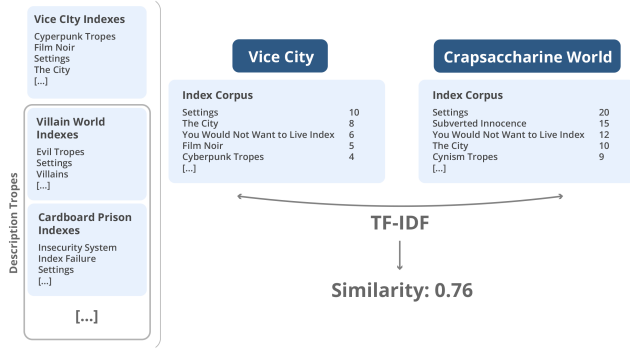 Vice CIty Indexes
Cyperpunk Tropes
Film Noir
Settings
The City
[...]
Description Tropes
Villain World
Indexes
Evil Tropes
Settings
Villains
[...]
Cardboard Prison
Indexes
Insecurity System
Index Failure
Settings
[...]
[...]
Vice City
Index Corpus
Settings 10
The City 8
You Would Not Want to Live Index 6
Film Noir 5
Cyberpunk Tropes 4
[...]
Crapsaccharine World
Index Corpus
Settings 20
Subverted Innocence 15
You Would Not Want to Live Index 12
The City 10
Cynism Tropes 9
[...]
TF-IDF
Similarity: 0.76